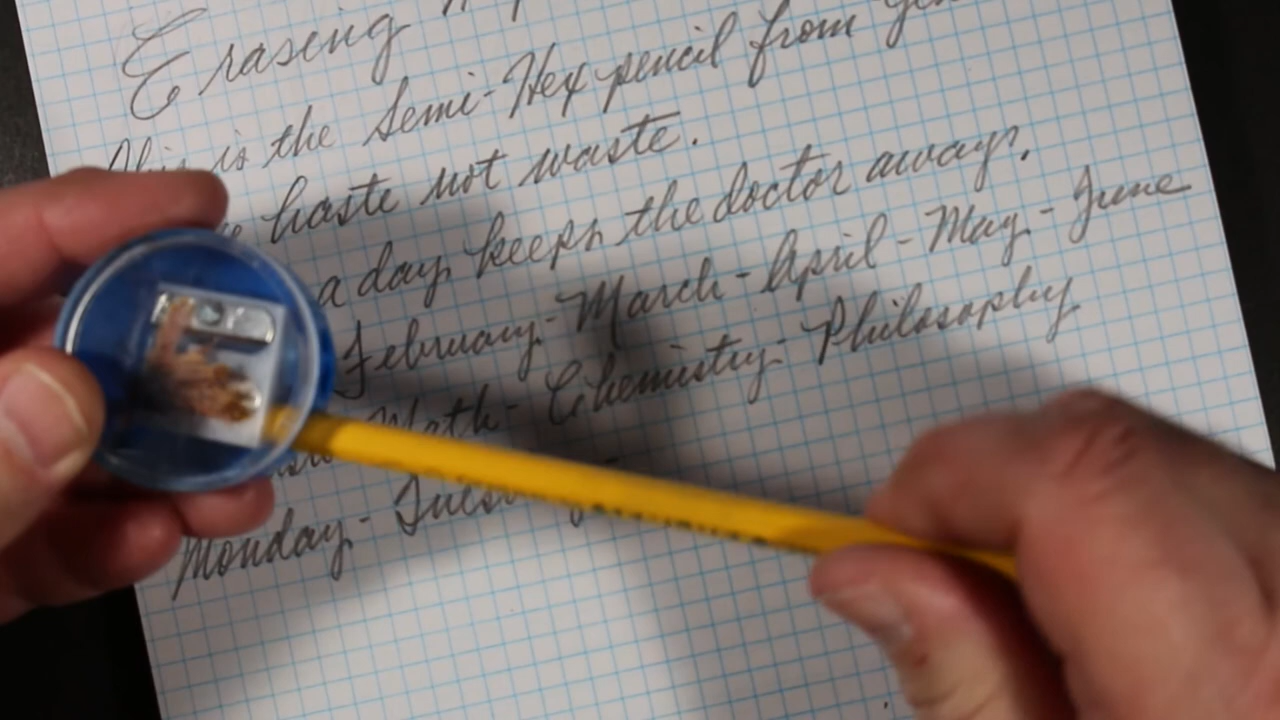 Erasing
This is the Semi-Hex pencil from
haste not waste.
a day keeps the doctor away.
February - March - April - May - June
Math - Chemistry - Philosophy
Monday -